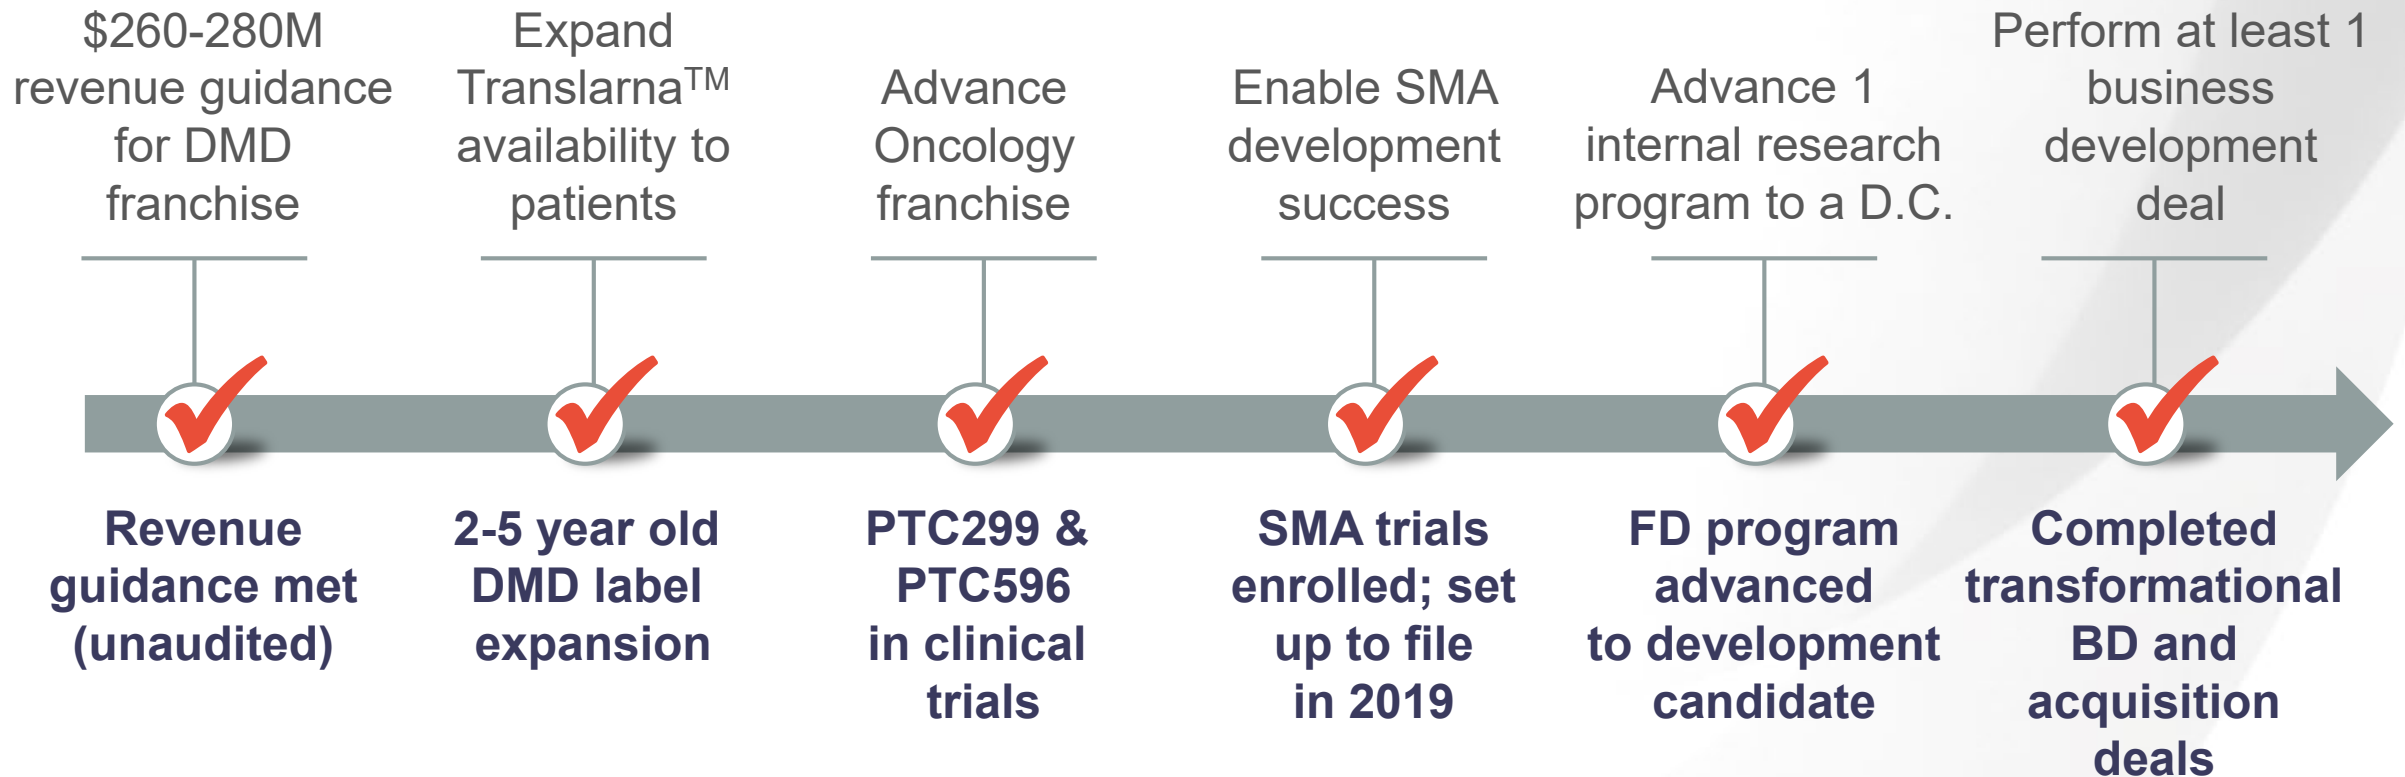 $260-280M
revenue guidance
for DMD
franchise
Expand
Translarna™
availability to
patients
Advance
Oncology
franchise
Enable SMA
development
success
Advance 1
internal research
program to a D.C.
Perform at least 1
business
development
deal
Revenue
guidance met
(unaudited)
2-5 year old
DMD label
expansion
PTC299 &
PTC596
in clinical
trials
SMA trials
enrolled; set
up to file
in 2019
FD program
advanced
to development
candidate
Completed
transformational
BD and
acquisition
deals